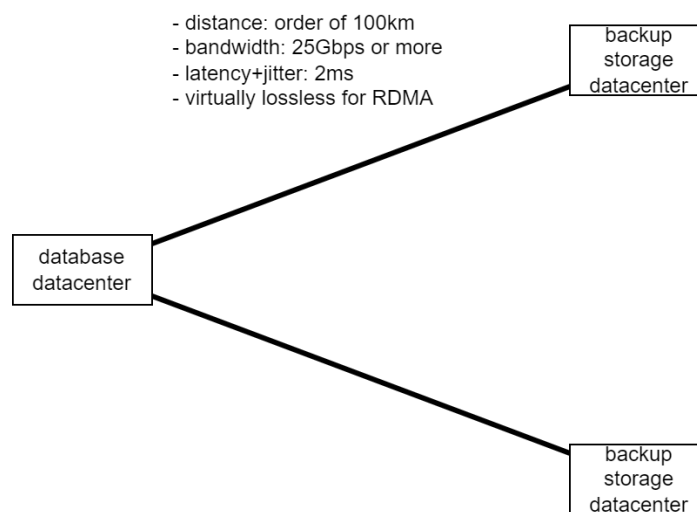 - distance: order of 100km
- bandwidth: 25Gbps or more
- latency+jitter: 2ms
- virtually lossless for RDMA
backup
storage
datacenter
database
datacenter
backup
storage
datacenter